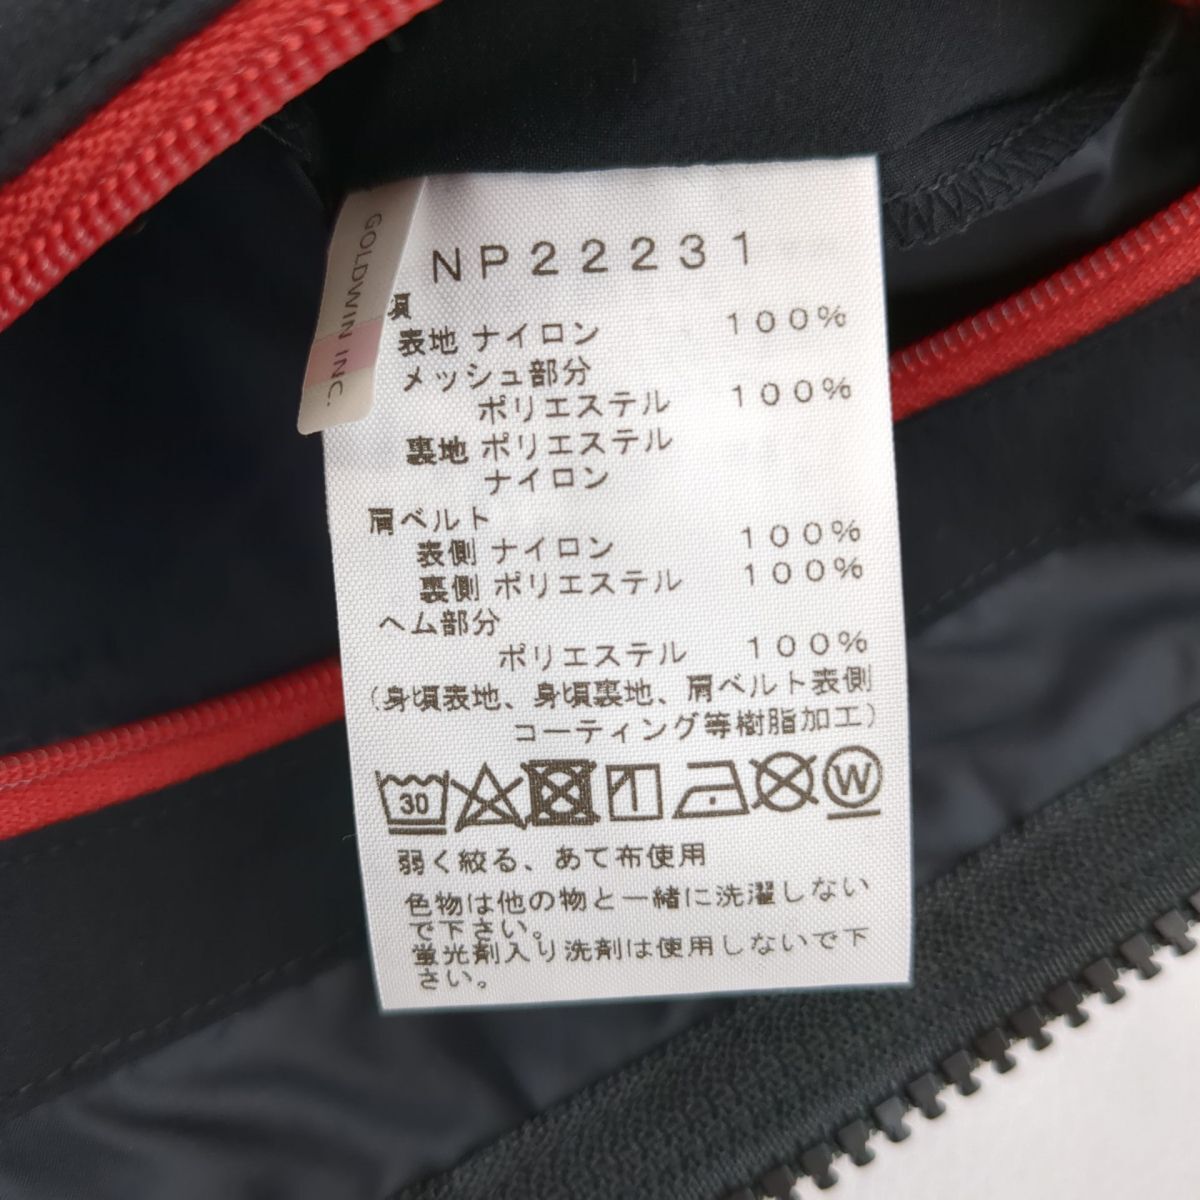 GOLDWIN INC.
NP22231
頃
表地 ナイロン 100%
メッシュ部分
ポリエステル 100%
裏地 ポリエステル
ナイロン
肩ベルト
表側 ナイロン 100%
裏側 ポリエステル 100%
ヘム部分
ポリエステル 100%
(身頃表地、身頃裏地、肩ベルト表側
コーティング等樹脂加工)
30
W
弱く絞る、あて布使用
色物は他の物と一緒に洗濯しない
で下さい。
蛍光剤入り洗剤は使用しないで下
さい。